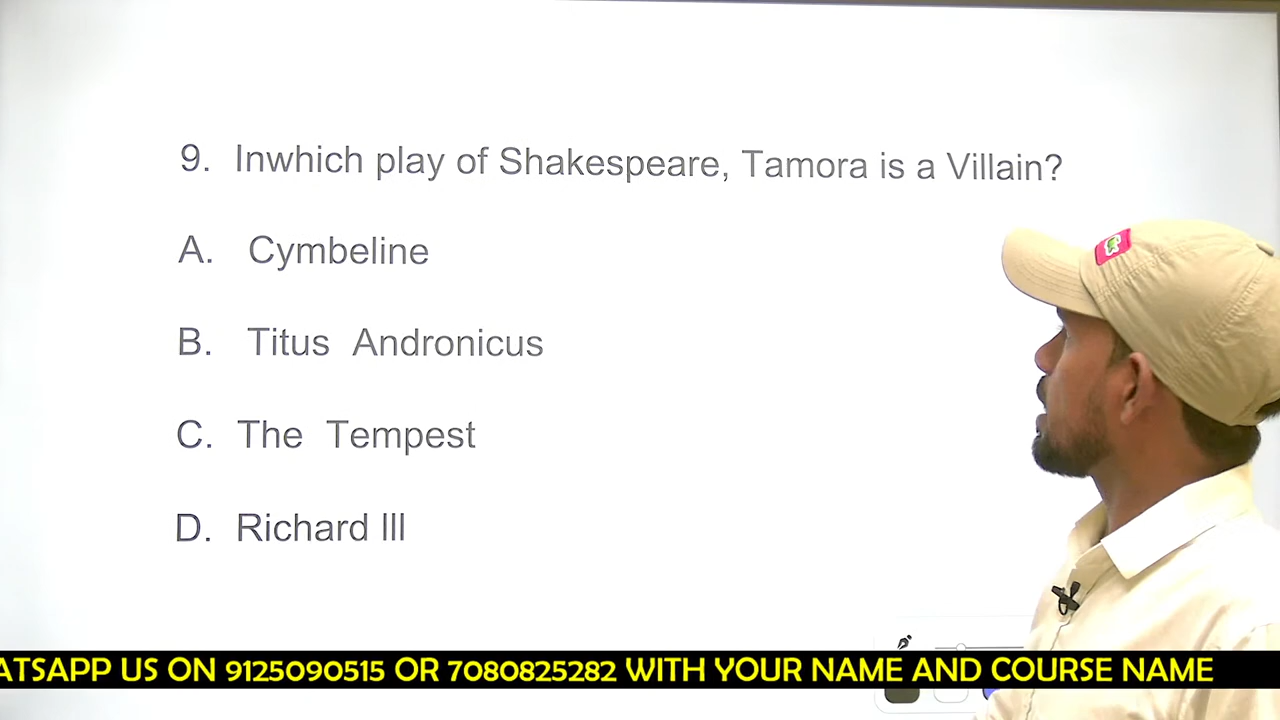 9. Inwhich play of Shakespeare, Tamora is a Villain?
A. Cymbeline
B. Titus Andronicus
C. The Tempest
D. Richard lll
ATSAPP US ON 9125090515 OR 7080825282 WITH YOUR NAME AND COURSE NAME